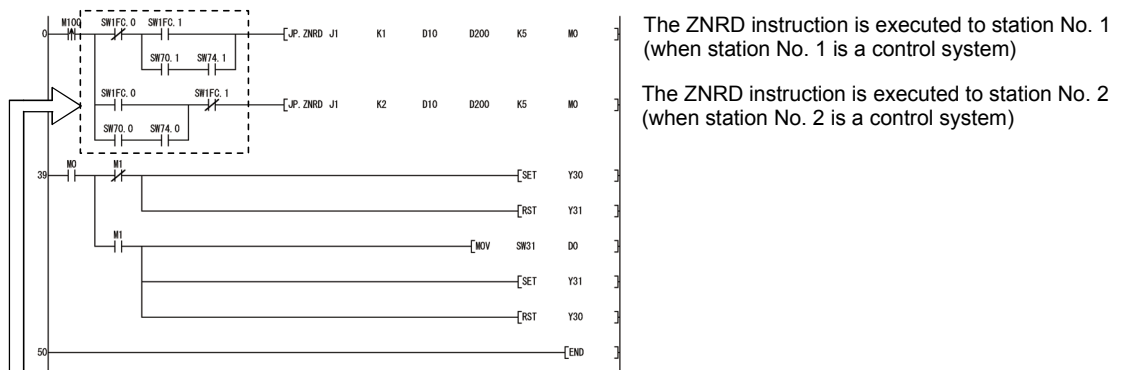 M100 SW1FC.0 SW1FC.1
0 [JP.ZNRD J1 K1 D10 D200 K5 M0 ]
The ZNRD instruction is executed to station No. 1
(when station No. 1 is a control system)
SW70.1 SW74.1
SW1FC.0 SW1FC.1
[JP.ZNRD J1 K2 D10 D200 K5 M0 ]
The ZNRD instruction is executed to station No. 2
(when station No. 2 is a control system)
SW70.0 SW74.0
M0 M1
39 [SET Y30 ]
[RST Y31 ]
M1
[MOV SW31 D0 ]
[SET Y31 ]
[RST Y30 ]
50 [END ]